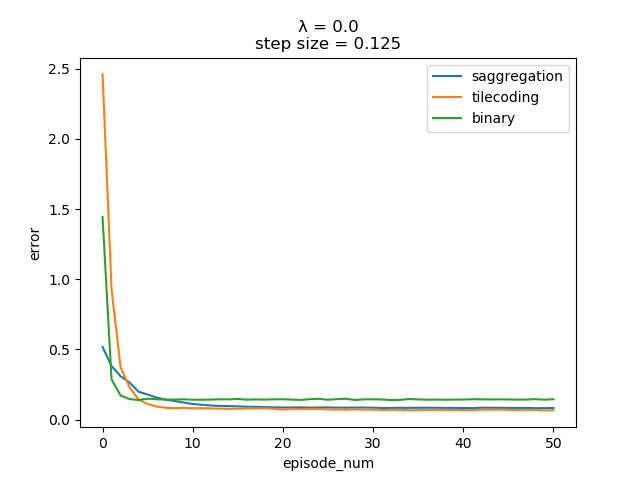 λ = 0.0
step size = 0.125
2.5
2.0
1.5
1.0
0.5
0.0
error
saggregation
tilecoding
binary
0 10 20 30 40 50
episode_num